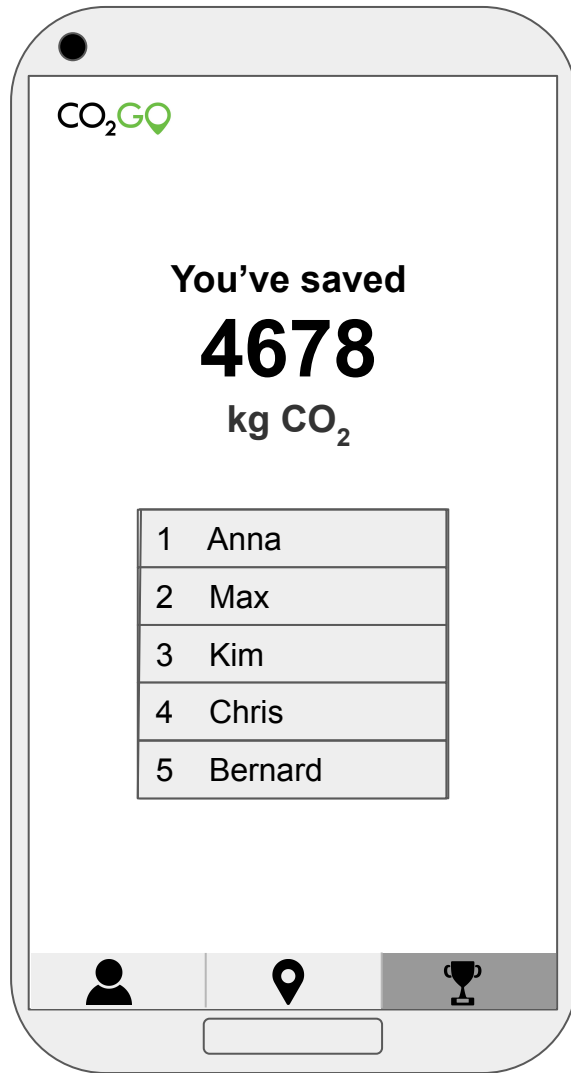 CO₂GO
You’ve saved
4678
kg CO₂
1 Anna
2 Max
3 Kim
4 Chris
5 Bernard